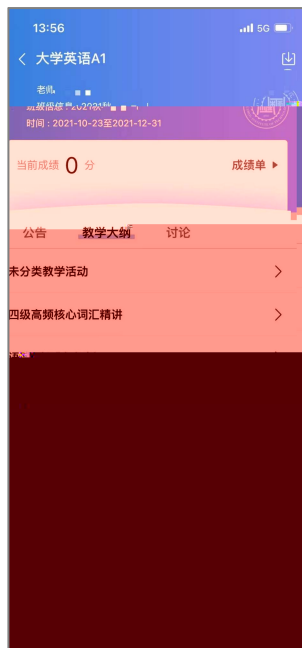 13:56
5G
大学英语A1
老师
时间：2021-10-23至2021-12-31
当前成绩 0 分
成绩单
公告 教学大纲 讨论
未分类教学活动
四级高频核心词汇精讲